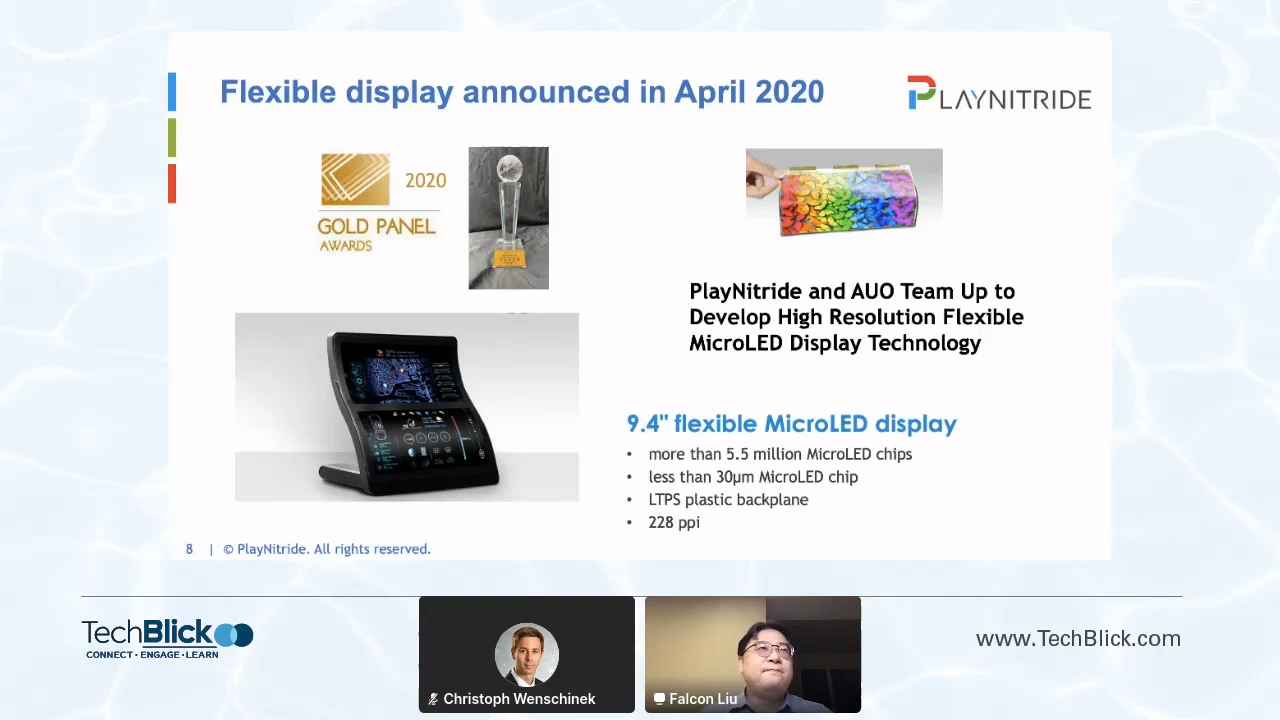 Flexible display announced in April 2020
PLAYNITRIDE
2020
GOLD PANEL
AWARDS
PlayNitride and AUO Team Up to
Develop High Resolution Flexible
MicroLED Display Technology
9.4" flexible MicroLED display
• more than 5.5 million MicroLED chips
• less than 30μm MicroLED chip
• LTPS plastic backplane
• 228 ppi
8 | © PlayNitride. All rights reserved.
TechBlick
CONNECT • ENGAGE • LEARN
Christoph Wenschinek
Falcon Liu
www.TechBlick.com